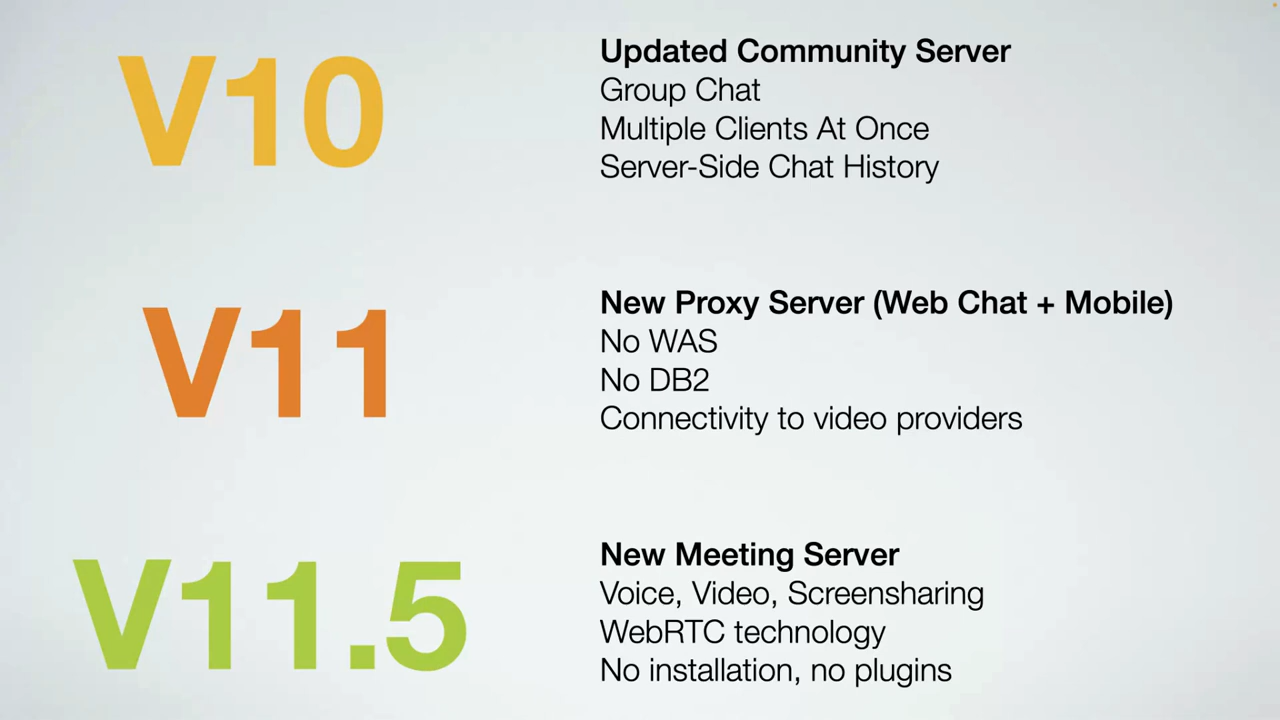 V10
Updated Community Server
Group Chat
Multiple Clients At Once
Server-Side Chat History
V11
New Proxy Server (Web Chat + Mobile)
No WAS
No DB2
Connectivity to video providers
V11.5
New Meeting Server
Voice, Video, Screensharing
WebRTC technology
No installation, no plugins